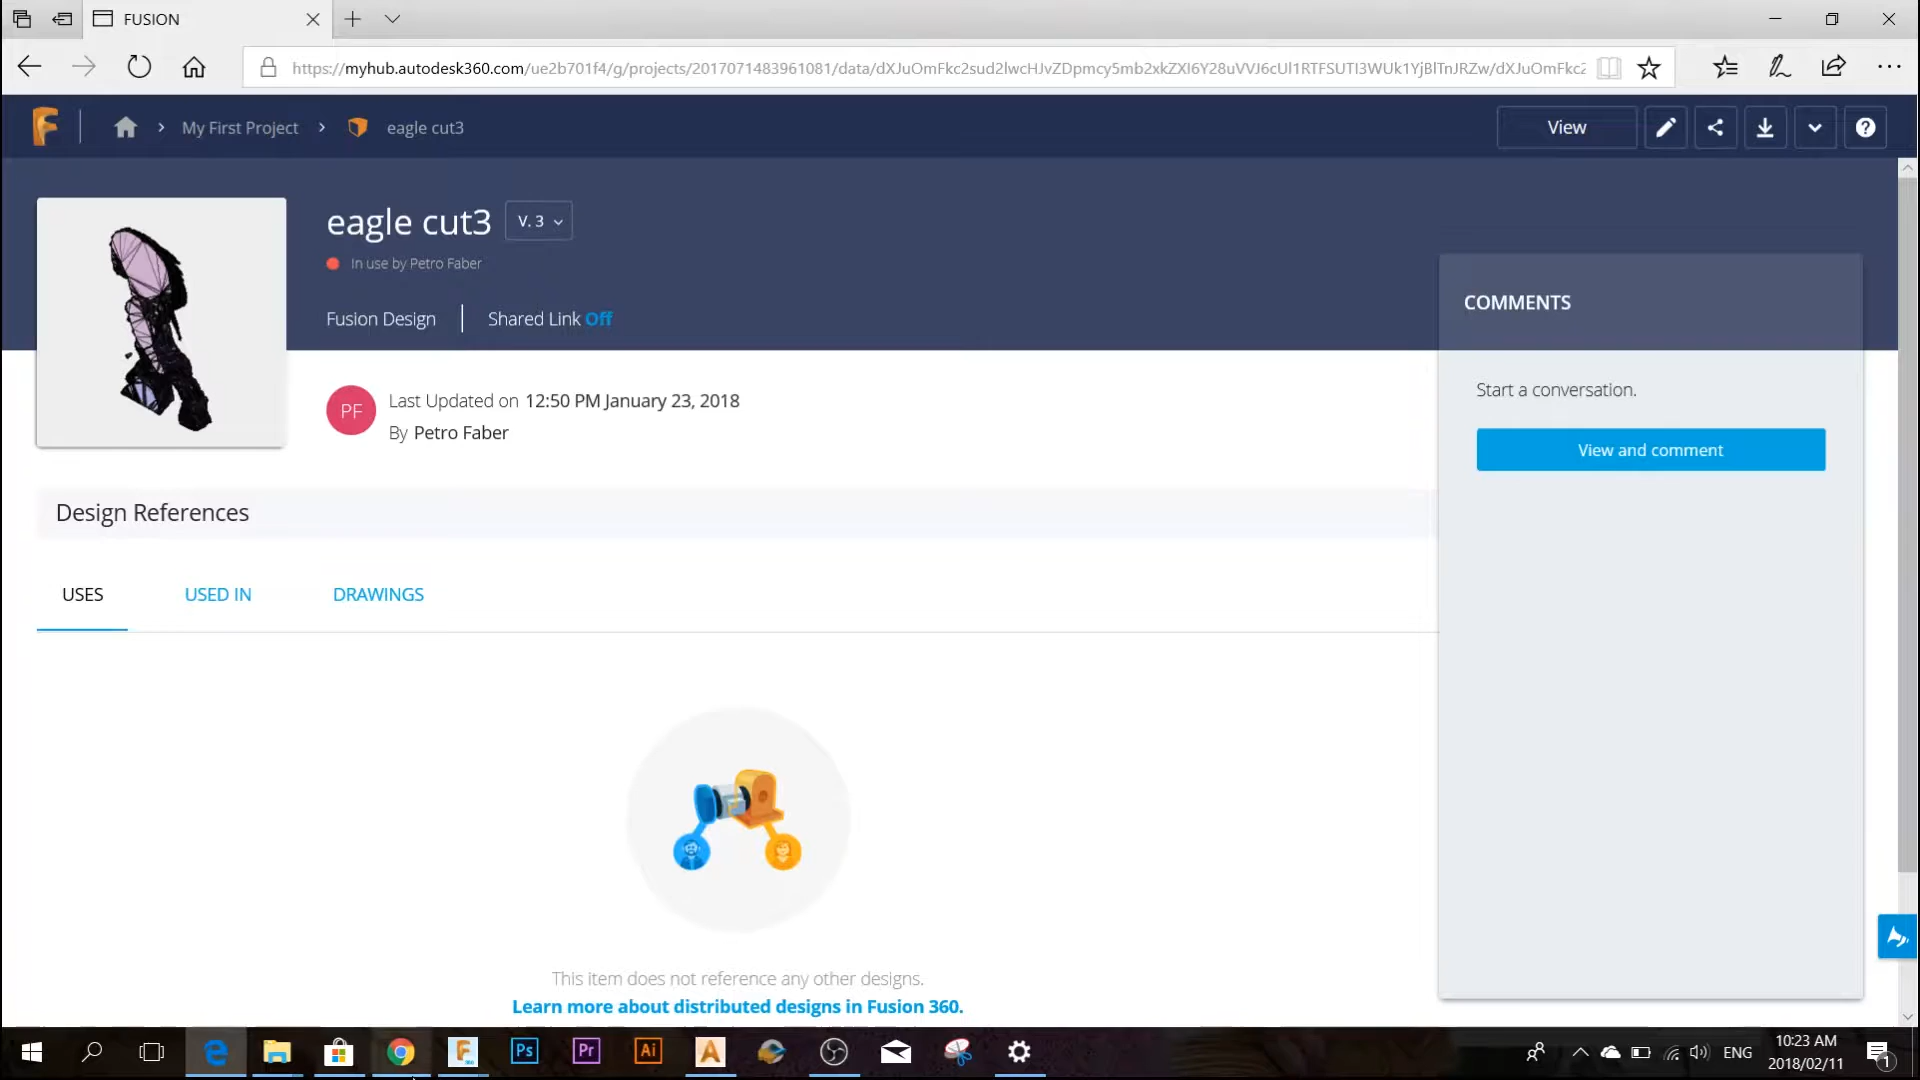 FUSION
https://myhub.autodesk360.com/ue2b701f4/g/projects/2017071483961081/data/
My First Project
eagle cut3
View
eagle cut3
V. 3
In use by Petro Faber
Fusion Design
Shared Link Off
COMMENTS
Start a conversation.
View and comment
PF
Last Updated on 12:50 PM January 23, 2018
By Petro Faber
Design References
USES
USED IN
DRAWINGS
This item does not reference any other designs.
Learn more about distributed designs in Fusion 360.
Ps
Pr
Ai
ENG
10:23 AM
2018/02/11
1